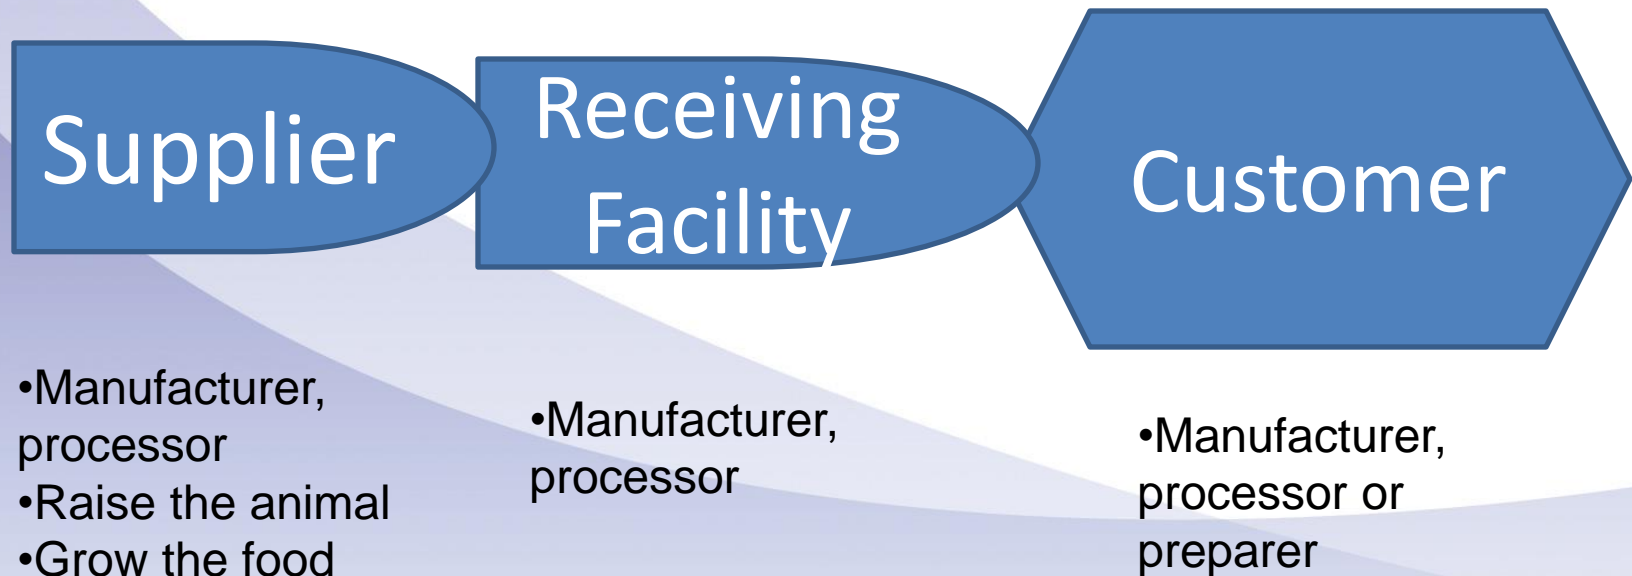 Supplier
Receiving
Facility
Customer
•Manufacturer,
processor
•Raise the animal
•Grow the food
•Manufacturer,
processor
•Manufacturer,
processor or
preparer